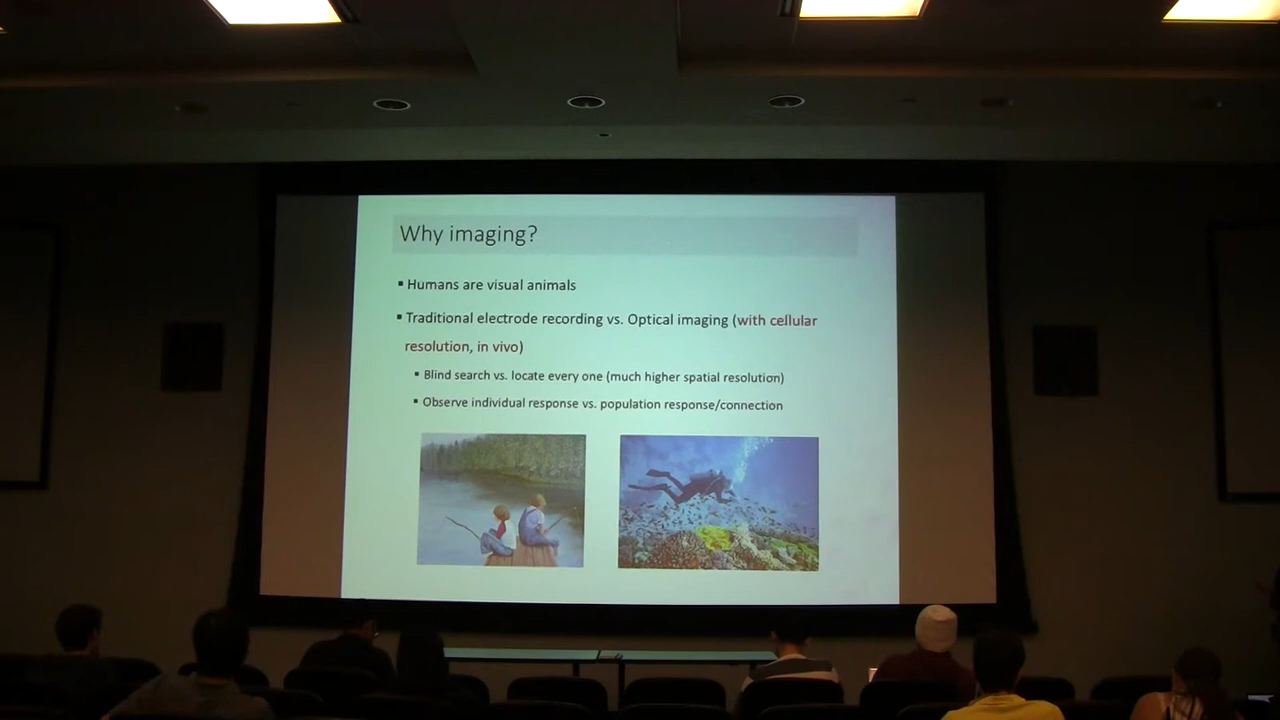 Why imaging?
▪ Humans are visual animals
▪ Traditional electrode recording vs. Optical imaging (with cellular
resolution, in vivo)
▪ Blind search vs. locate every one (much higher spatial resolution)
▪ Observe individual response vs. population response/connection